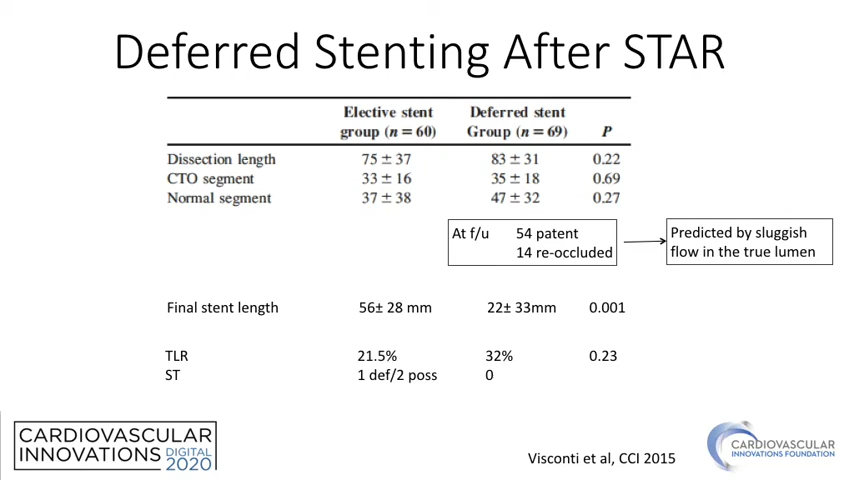 Deferred Stenting After STAR
Elective stent group (n = 60) Deferred stent Group (n = 69) P
Dissection length 75 ± 37 83 ± 31 0.22
CTO segment 33 ± 16 35 ± 18 0.69
Normal segment 37 ± 38 47 ± 32 0.27
At f/u 54 patent
14 re-occluded
Predicted by sluggish
flow in the true lumen
Final stent length 56± 28 mm 22± 33mm 0.001
TLR 21.5% 32% 0.23
ST 1 def/2 poss 0
CARDIOVASCULAR
INNOVATIONS DIGITAL
2020
Visconti et al, CCI 2015
CARDIOVASCULAR
INNOVATIONS FOUNDATION